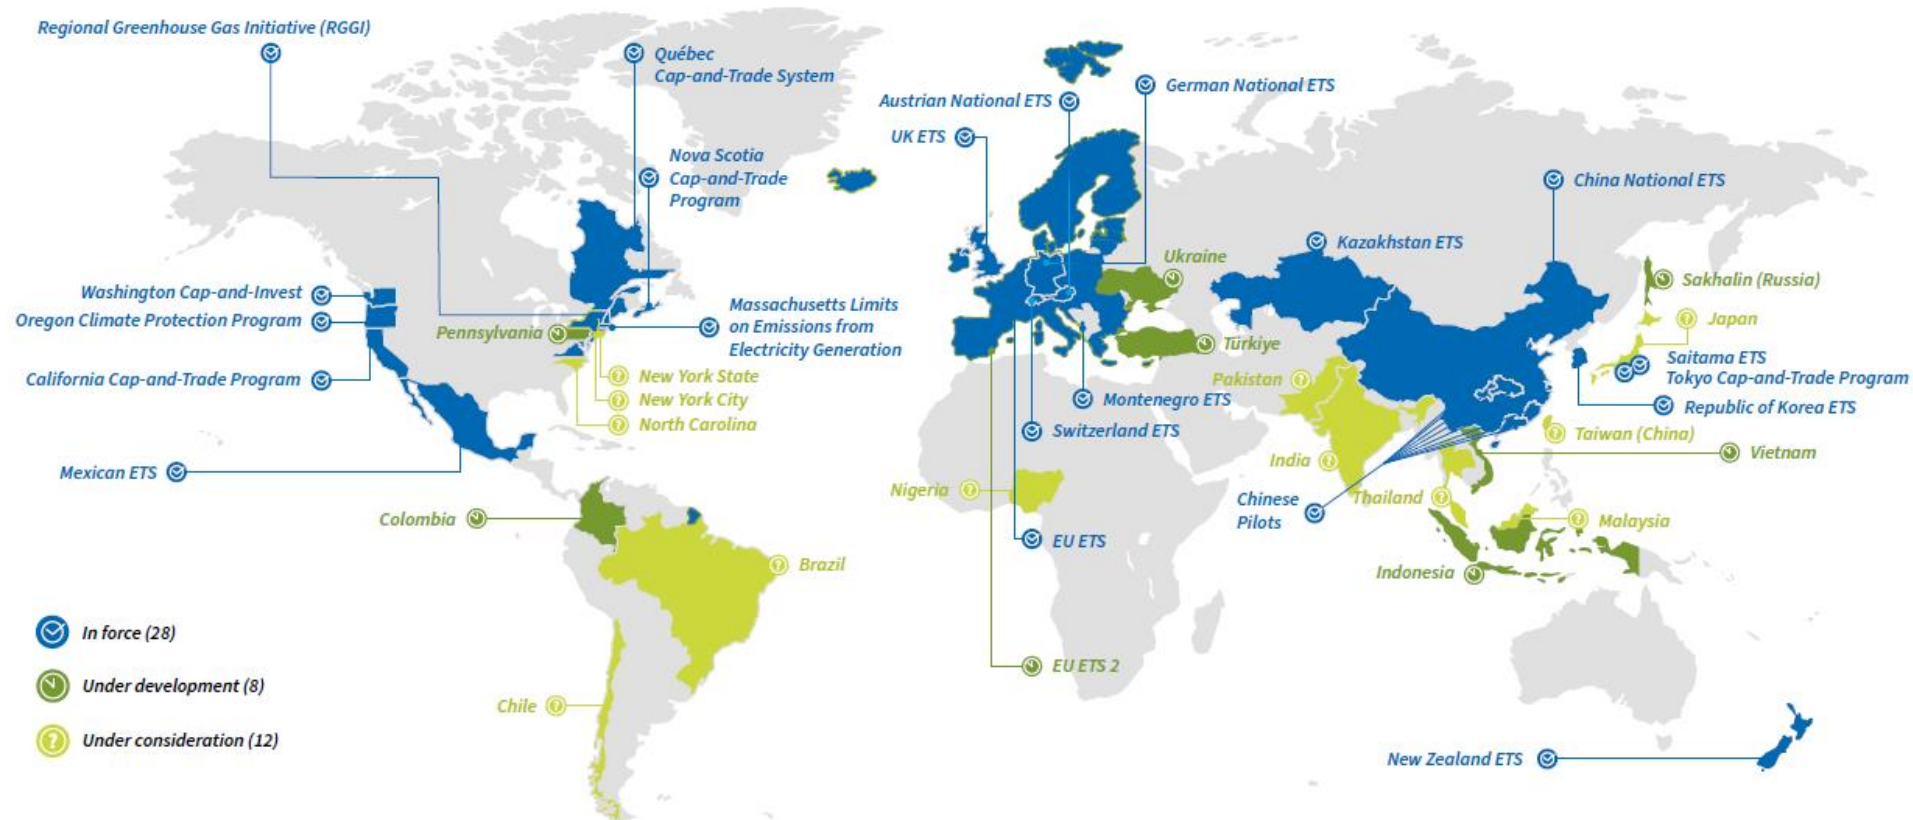 Regional Greenhouse Gas Initiative (RGGI)
Québec
Cap-and-Trade System
Nova Scotia
Cap-and-Trade
Program
Washington Cap-and-Invest
Oregon Climate Protection Program
California Cap-and-Trade Program
Mexican ETS
Pennsylvania
Massachusetts Limits
on Emissions from
Electricity Generation
New York State
New York City
North Carolina
Colombia
Brazil
Chile
In force (28)
Under development (8)
Under consideration (12)
Austrian National ETS
German National ETS
UK ETS
Ukraine
Türkiye
Montenegro ETS
Switzerland ETS
Nigeria
EU ETS
EU ETS 2
China National ETS
Kazakhstan ETS
Sakhalin (Russia)
Japan
Saitama ETS
Tokyo Cap-and-Trade Program
Republic of Korea ETS
Pakistan
India
Taiwan (China)
Vietnam
Chinese
Pilots
Thailand
Malaysia
Indonesia
New Zealand ETS